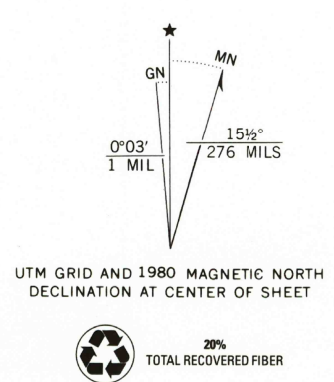 ★
GN
MN
0°03'
1 MIL
15½°
276 MILS
UTM GRID AND 1980 MAGNETIC NORTH
DECLINATION AT CENTER OF SHEET
20%
TOTAL RECOVERED FIBER